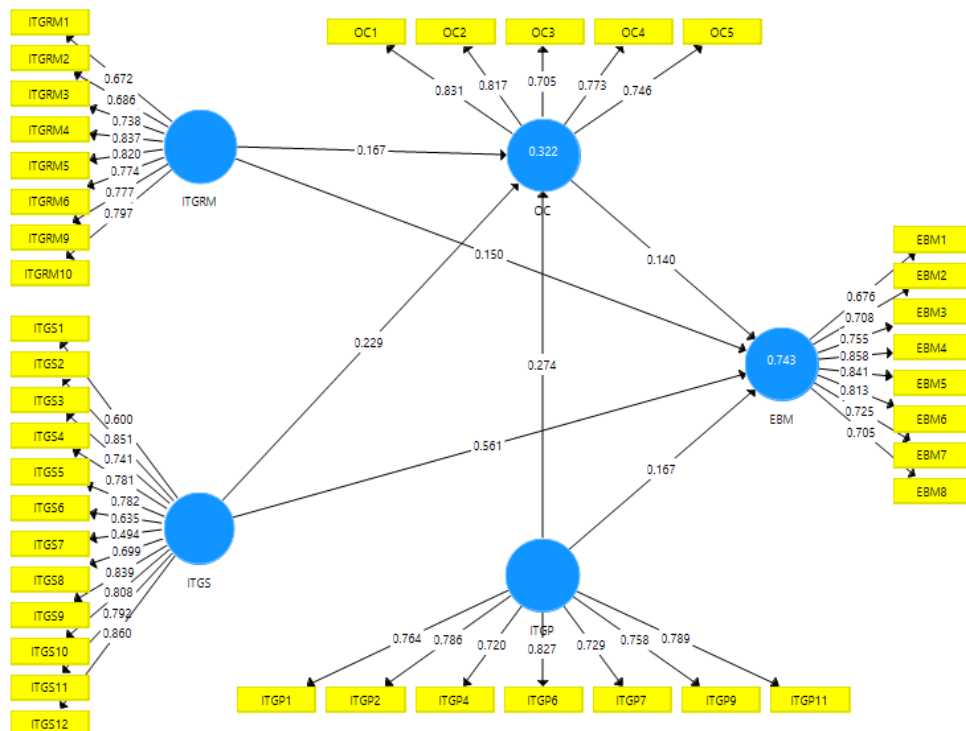 ITGRM1
ITGRM2
ITGRM3
ITGRM4
ITGRM5
ITGRM6
ITGRM9
ITGRM10
0.672
0.686
0.738
0.837
0.820
0.774
0.777
0.797
ITGRM
OC1
OC2
OC3
OC4
OC5
0.831
0.817
0.705
0.773
0.746
0.322
OC
0.167
0.150
0.140
0.229
0.274
0.561
0.167
EBM1
EBM2
EBM3
EBM4
EBM5
EBM6
EBM7
EBM8
0.676
0.708
0.755
0.858
0.841
0.813
0.725
0.705
0.743
EBM
ITGS1
ITGS2
ITGS3
ITGS4
ITGS5
ITGS6
ITGS7
ITGS8
ITGS9
ITGS10
ITGS11
ITGS12
0.600
0.851
0.741
0.781
0.782
0.635
0.494
0.699
0.839
0.808
0.792
0.860
ITGS
ITGP
0.764
0.786
0.720
0.827
0.729
0.758
0.789
ITGP1
ITGP2
ITGP4
ITGP6
ITGP7
ITGP9
ITGP11